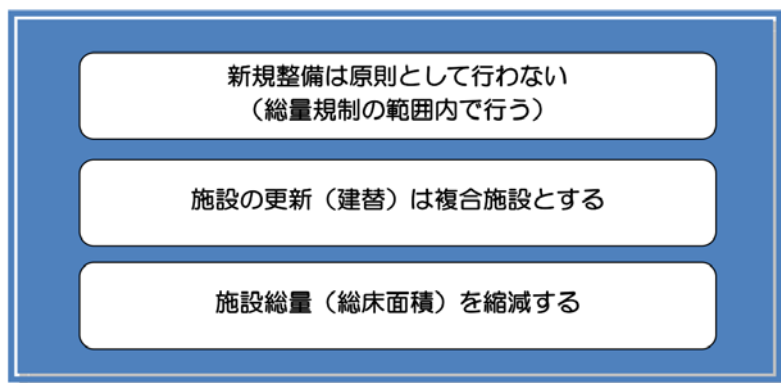 新規整備は原則として行わない
（総量規制の範囲内で行う）
施設の更新（建替）は複合施設とする
施設総量（総床面積）を縮減する